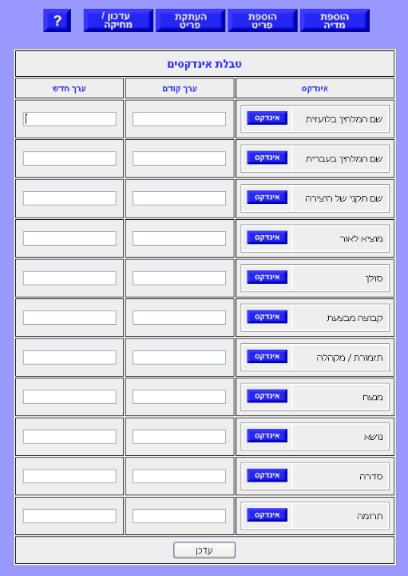 הוספת מדיה
הוספת פריט
העתקת פריט
עדכון / מחיקה
?
טבלת אינדקסים
אינדקס ערך קודם ערך חדש
שם המלחין בלועזית אינדקס
שם המלחין בעברית אינדקס
שם תקני של היצירה אינדקס
מוציא לאור אינדקס
סולן אינדקס
קבוצה מבצעת אינדקס
תזמורת / מקהלה אינדקס
מנצח אינדקס
נושא אינדקס
סדרה אינדקס
תרומה אינדקס
עדכן